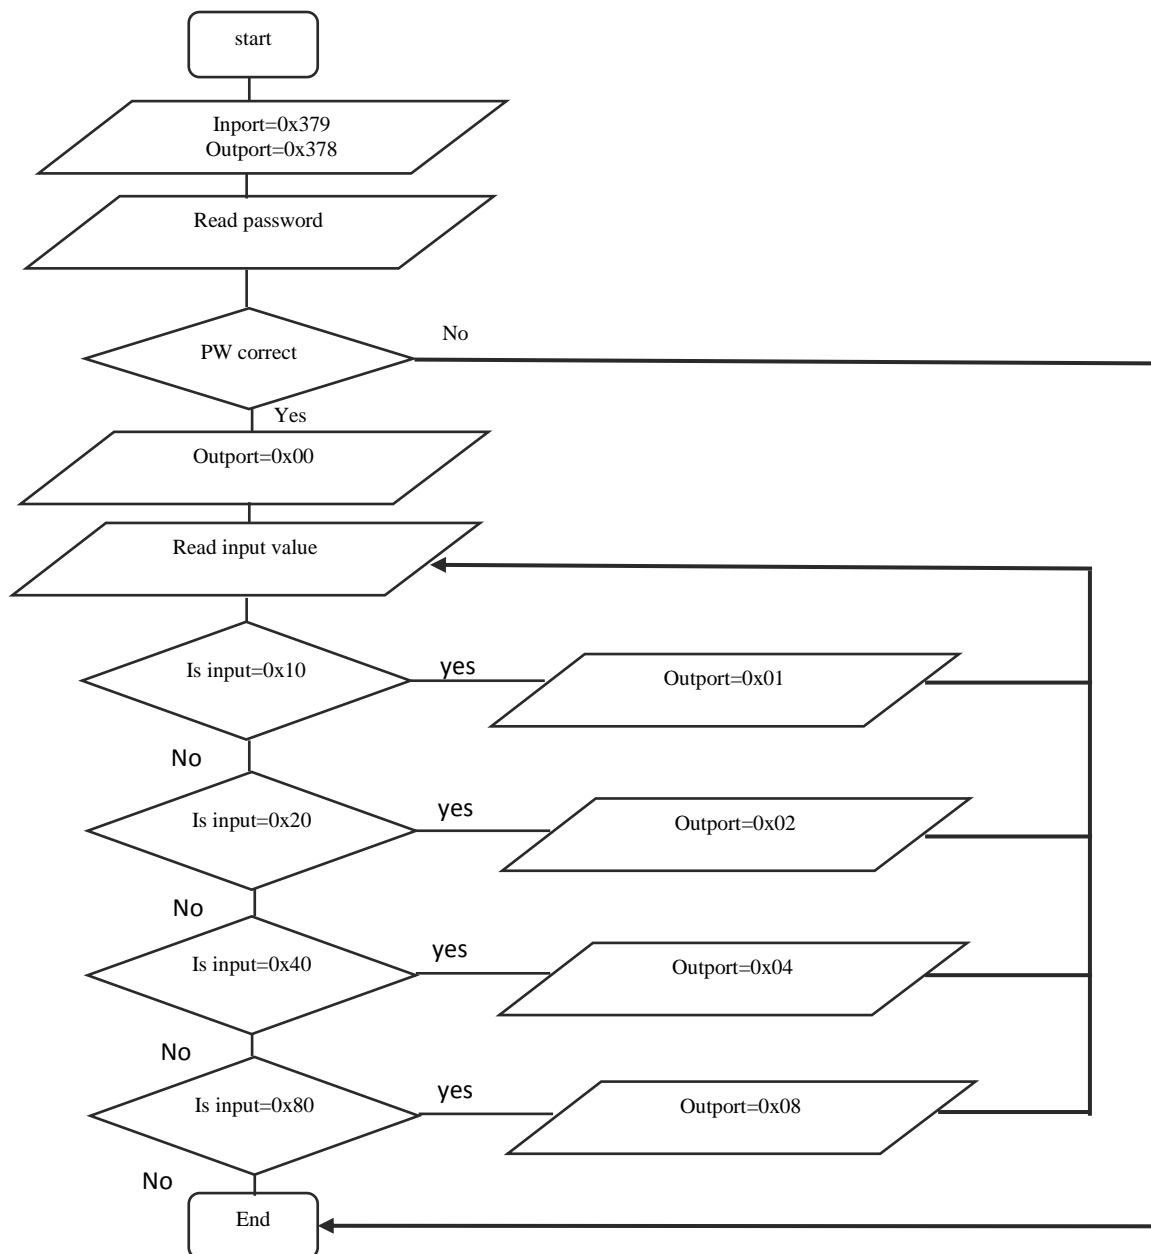 start
Inport=0x379
Outport=0x378
Read password
PW correct
No
Yes
Outport=0x00
Read input value
Is input=0x10
yes
Outport=0x01
No
Is input=0x20
yes
Outport=0x02
No
Is input=0x40
yes
Outport=0x04
No
Is input=0x80
yes
Outport=0x08
No
End